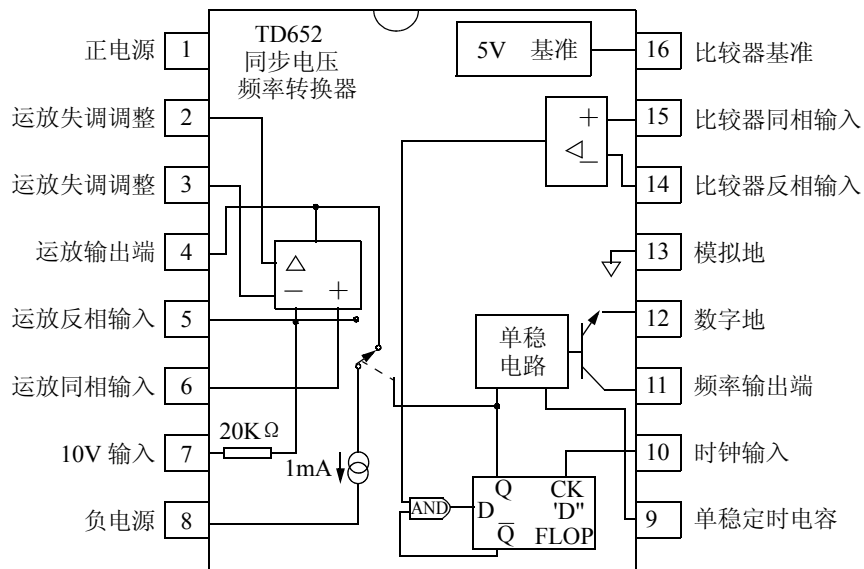 正电源 1
运放失调调整 2
运放失调调整 3
运放输出端 4
运放反相输入 5
运放同相输入 6
10V 输入 7
负电源 8
TD652
同步电压
频率转换器
5V 基准
16 比较器基准
15 比较器同相输入
14 比较器反相输入
13 模拟地
12 数字地
11 频率输出端
10 时钟输入
9 单稳定时电容
+
−
− +
单稳
电路
20KΩ
1mA
AND
Q CK
D 'D"
Q̅ FLOP